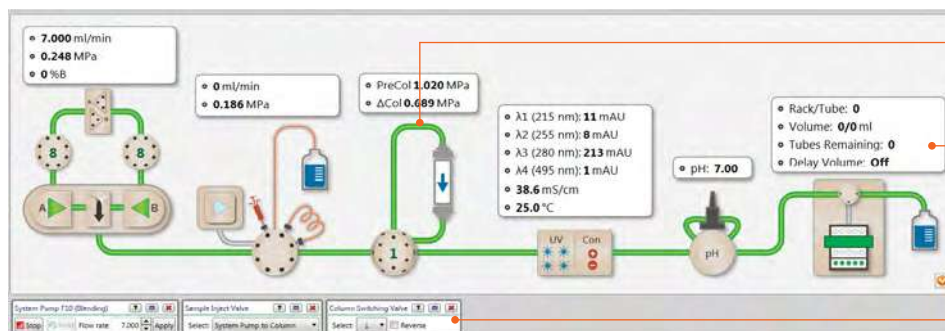 7.000 ml/min
0.248 MPa
0 %B
8
8
A
B
0 ml/min
0.186 MPa
PreCol 1.020 MPa
ΔCol 0.689 MPa
1
λ1 (215 nm): 11 mAU
λ2 (255 nm): 8 mAU
λ3 (280 nm): 213 mAU
λ4 (495 nm): 1 mAU
38.6 mS/cm
25.0 °C
UV Con
pH: 7.00
pH
Rack/Tube: 0
Volume: 0/0 ml
Tubes Remaining: 0
Delay Volume: Off
System Pump F10 (Blending)
Stop Hold Flow rate 7.000 Apply
Sample Inject Valve
Select: System Pump to Column
Column Switching Valve
Select: 1 Reverse